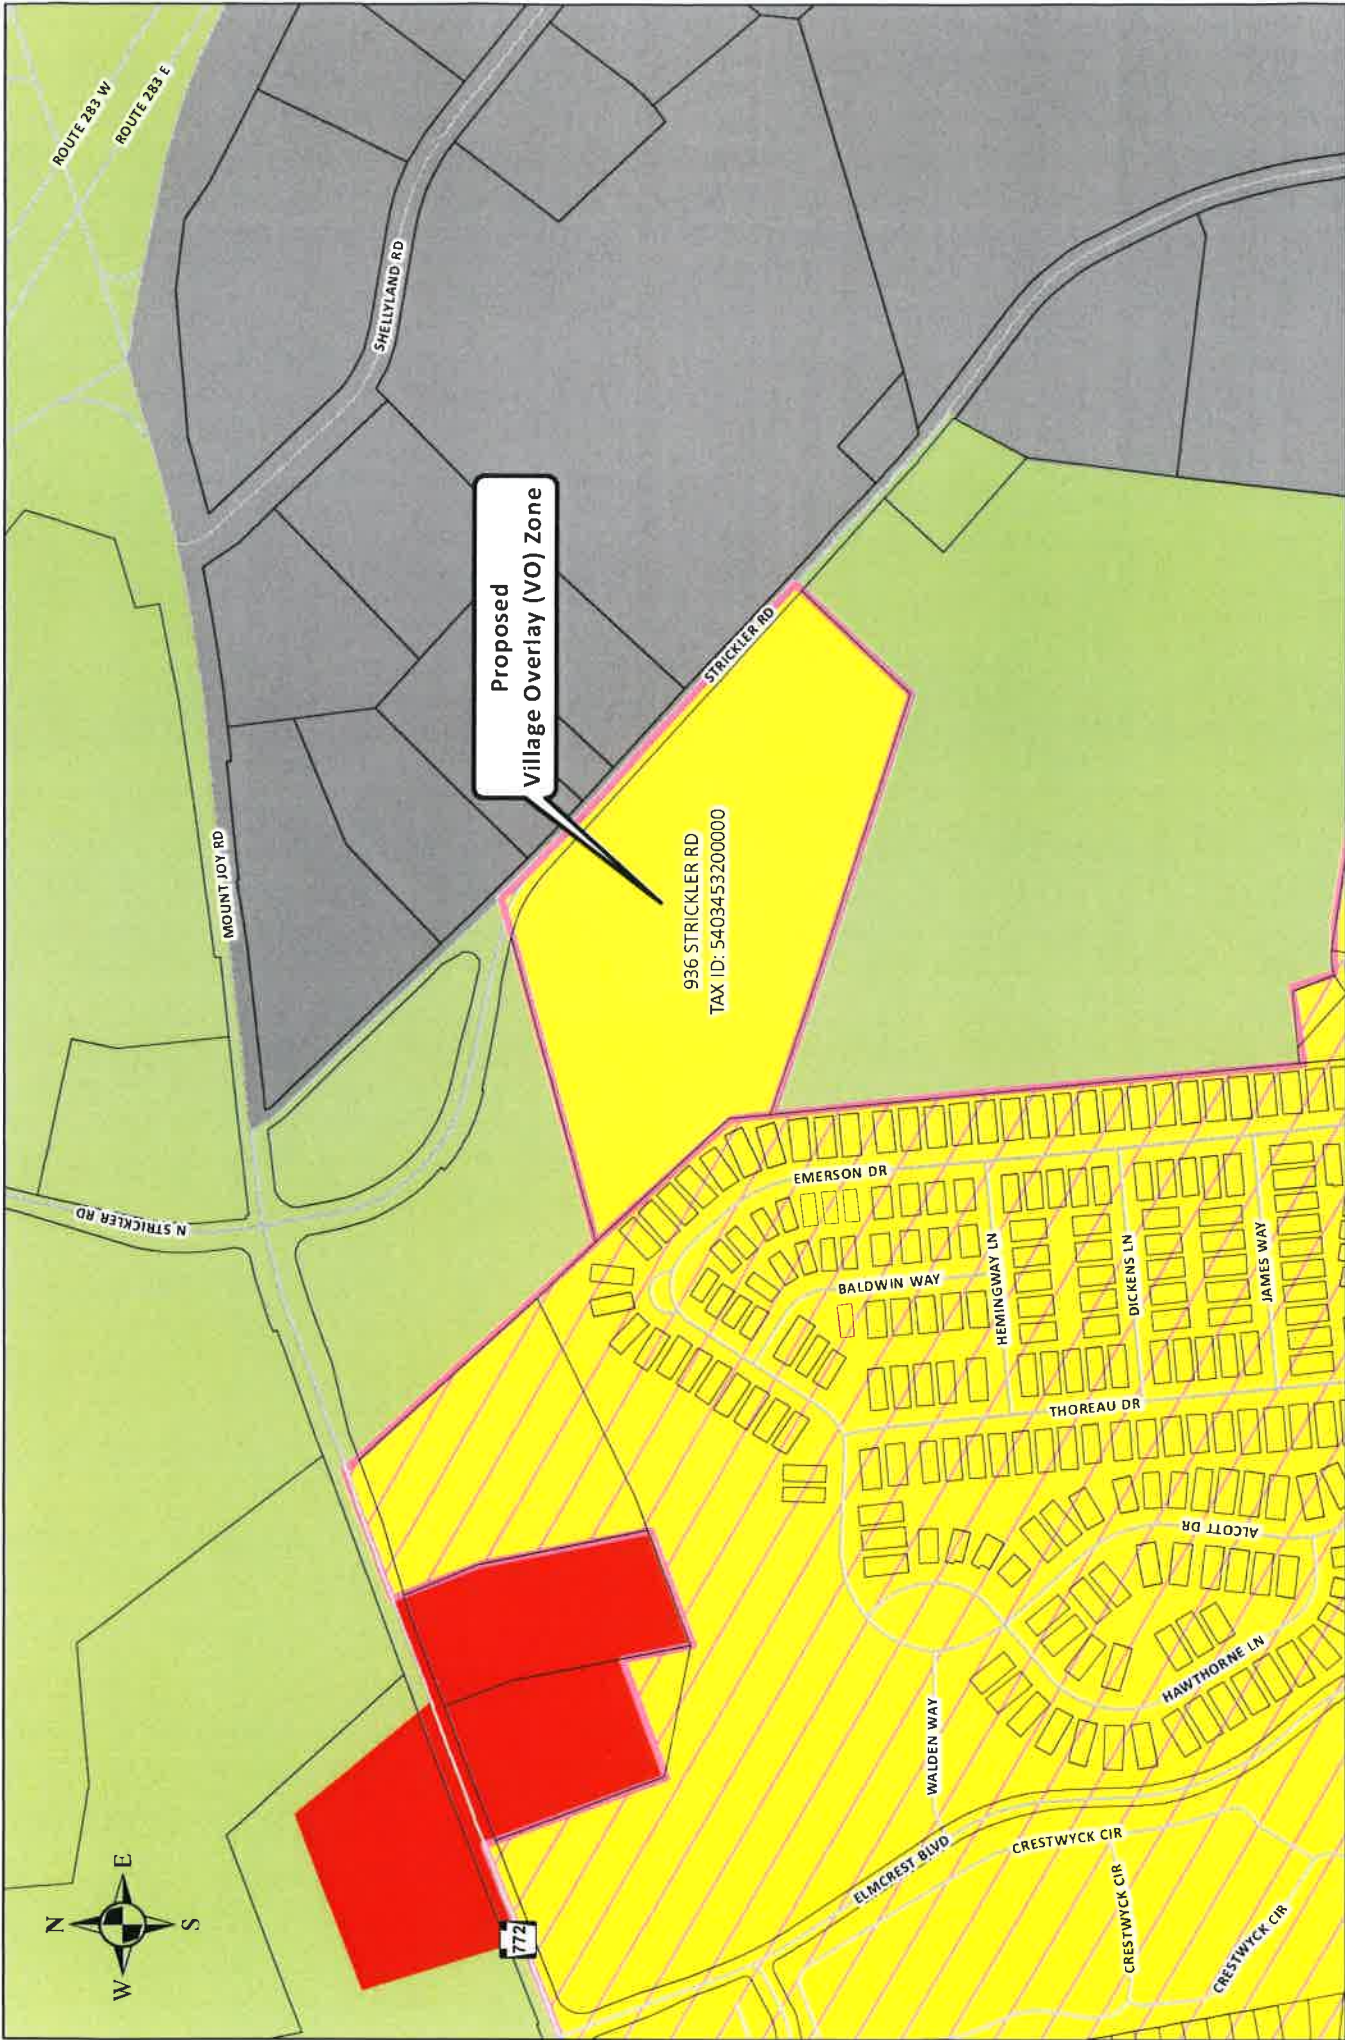 N
W
E
S
772
N STRICKLER RD
MOUNT JOY RD
SHELLYLAND RD
ROUTE 283 W
ROUTE 283 E
Proposed
Village Overlay (VO) Zone
STRICKLER RD
936 STRICKLER RD
TAX ID: 5403453200000
EMERSON DR
BALDWIN WAY
HEMINGWAY LN
DICKENS LN
JAMES WAY
THOREAU DR
ALCOTT DR
HAWTHORNE LN
WALDEN WAY
ELMCREST BLVD
CRESTWYCK CIR
CRESTWYCK CIR
CRESTWYCK CIR